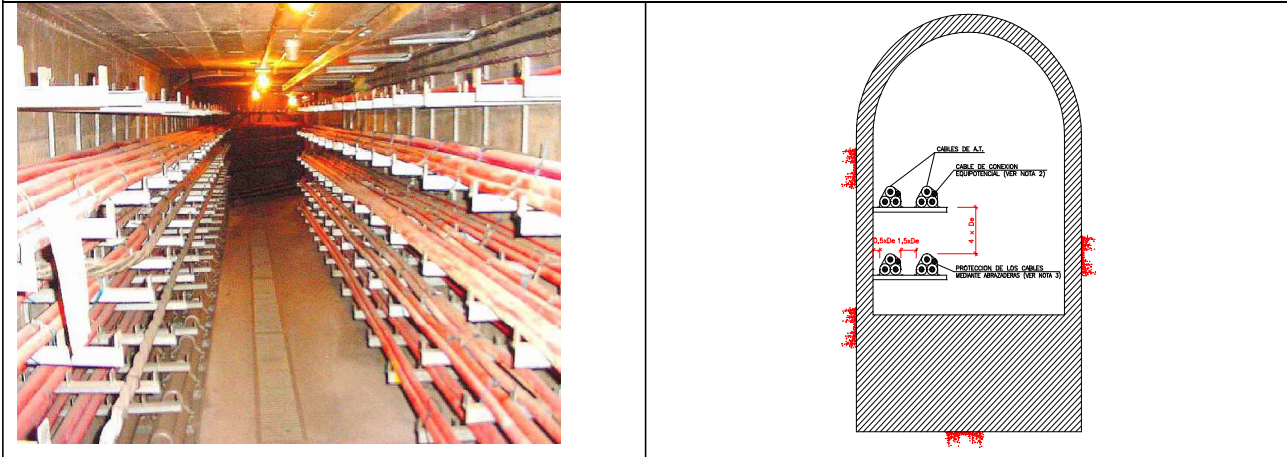 CABLES DE A.T.
CABLE DE CONEXION
EQUIPOTENCIAL (VER NOTA 2)
4 x De
0,5xDe 1,5xDe
PROTECCION DE LOS CABLES
MEDIANTE ABRAZADERAS (VER NOTA 3)